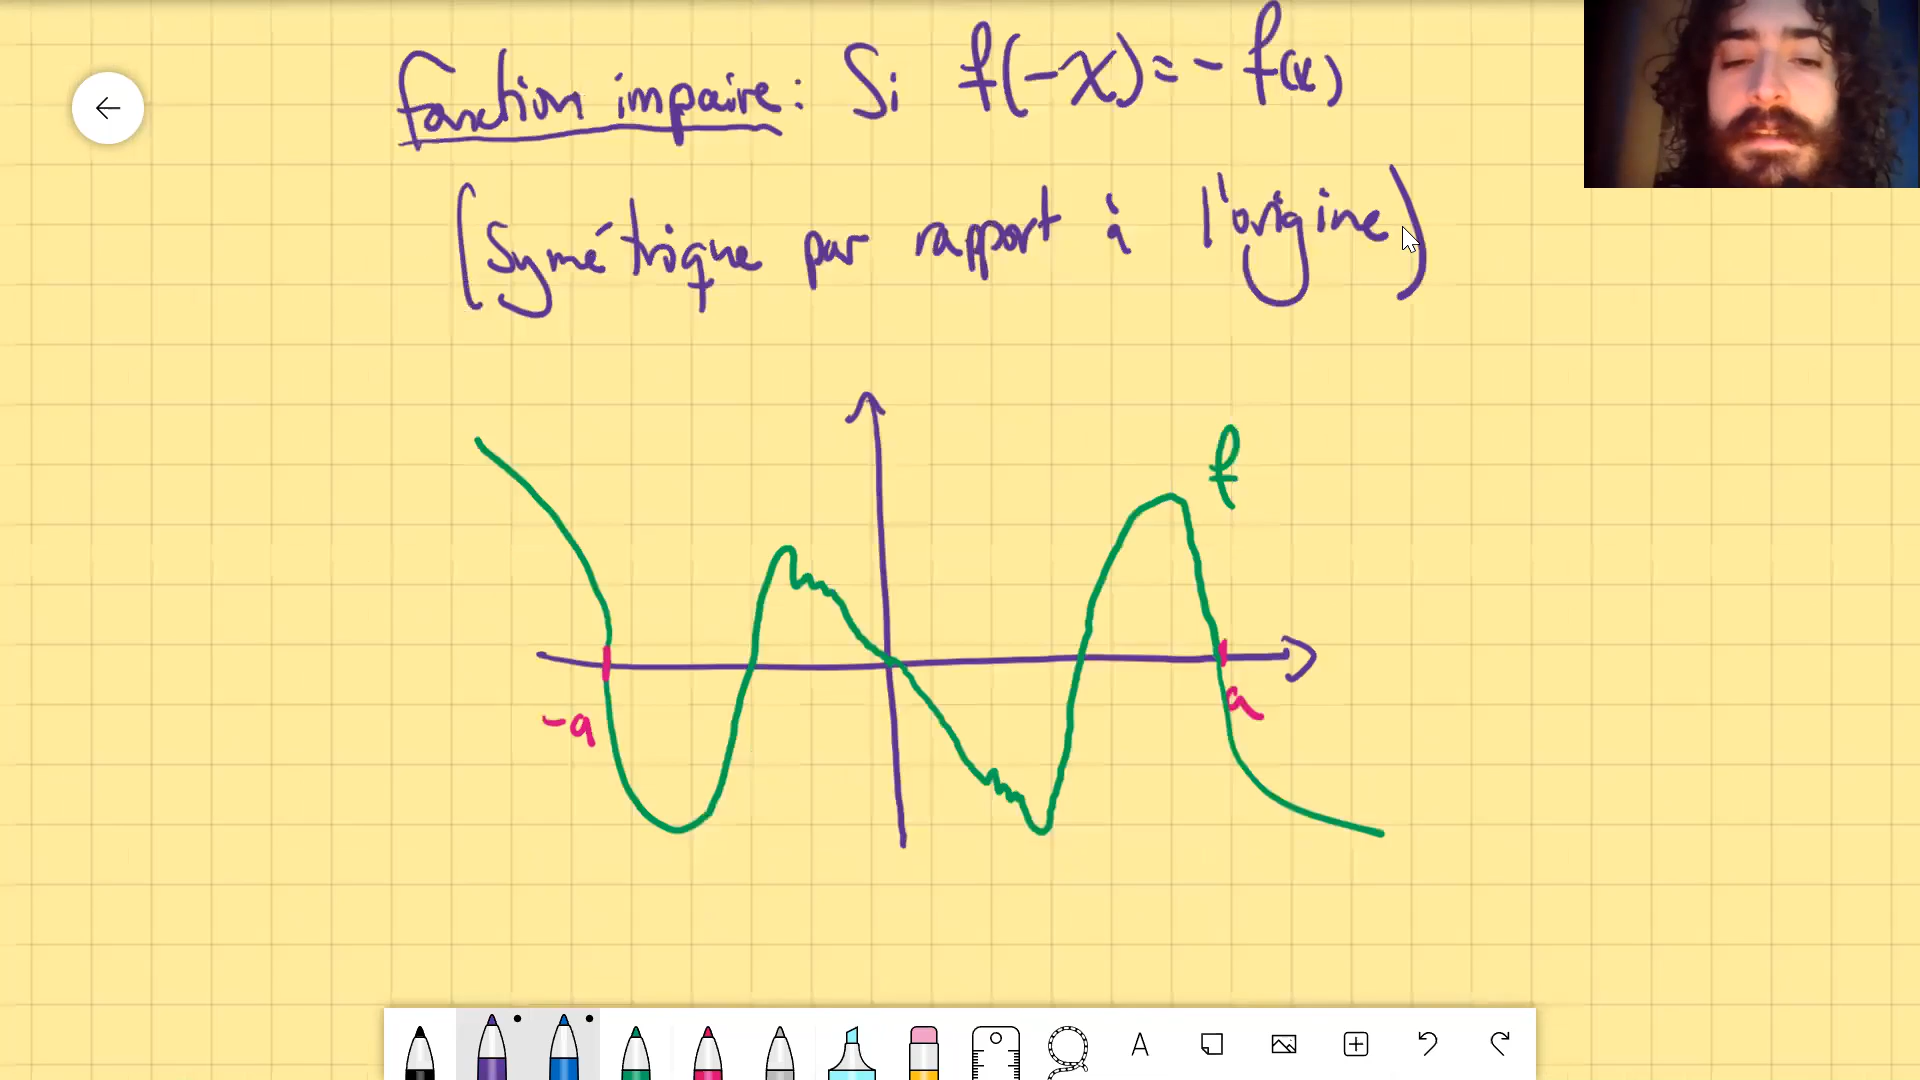 fonction impaire : Si f(-x) = - f(x)
(Symétrique par rapport à l'origine)
f
-a
a
A